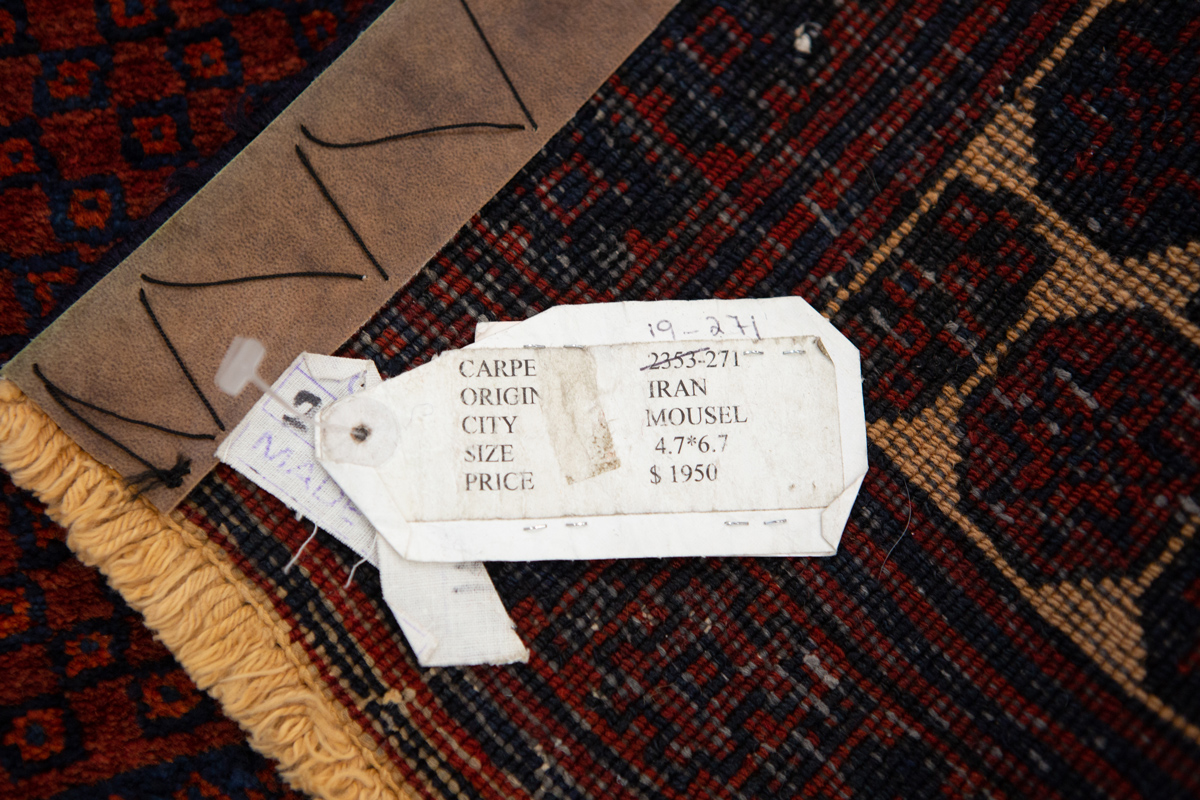 19-271
CARPE 2353-271
ORIGIN IRAN
CITY MOUSEL
SIZE 4.7*6.7
PRICE $ 1950